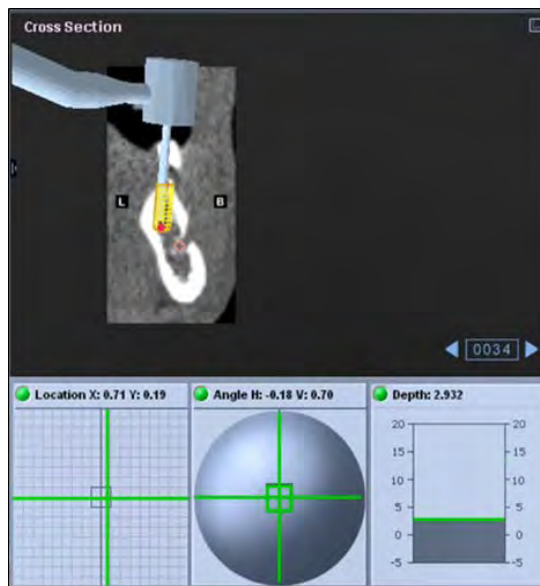 Cross Section
L
B
0034
Location X: 0.71 Y: 0.19
Angle H: -0.18 V: 0.70
Depth: 2.932
20 20
15 15
10 10
5 5
0 0
-5 -5